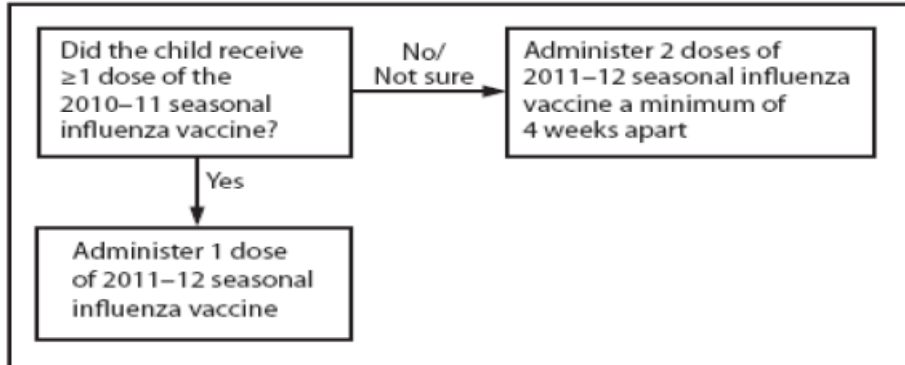 Did the child receive
≥1 dose of the
2010–11 seasonal
influenza vaccine?
No/
Not sure
Administer 2 doses of
2011–12 seasonal influenza
vaccine a minimum of
4 weeks apart
Yes
Administer 1 dose
of 2011–12 seasonal
influenza vaccine